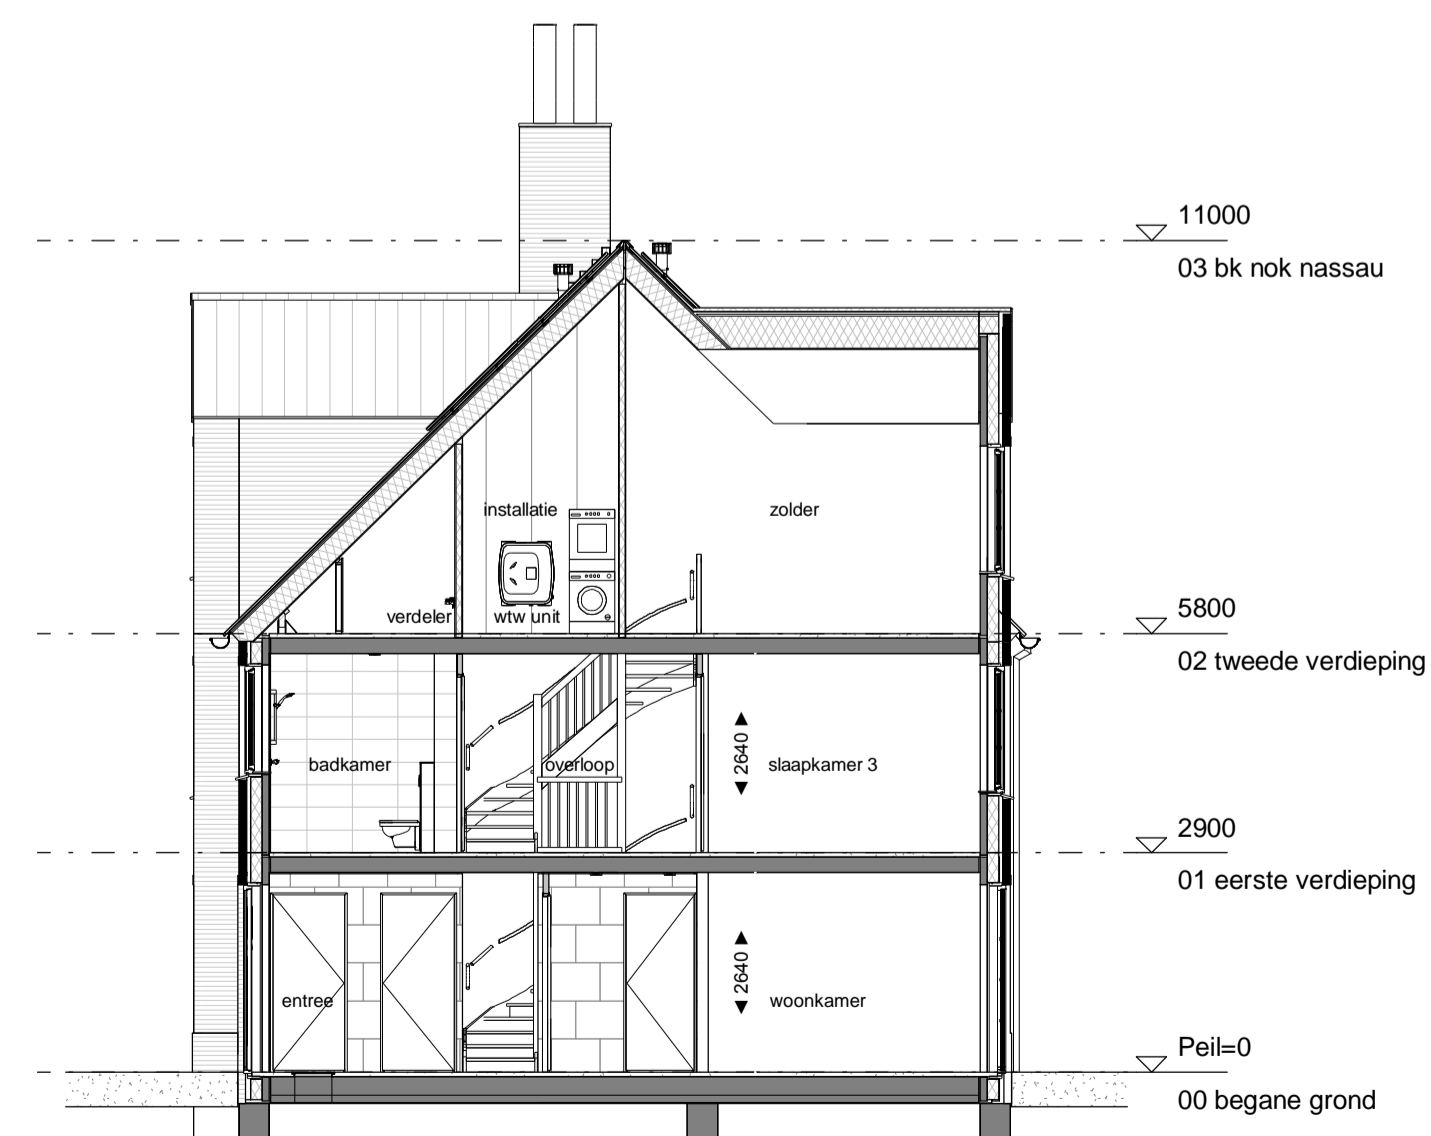 11000
03 bk nok nassau
installatie
zolder
verdeler
wtw unit
5800
02 tweede verdieping
badkamer
overloop
2640
slaapkamer 3
2900
01 eerste verdieping
entree
2640
woonkamer
Peil=0
00 begane grond